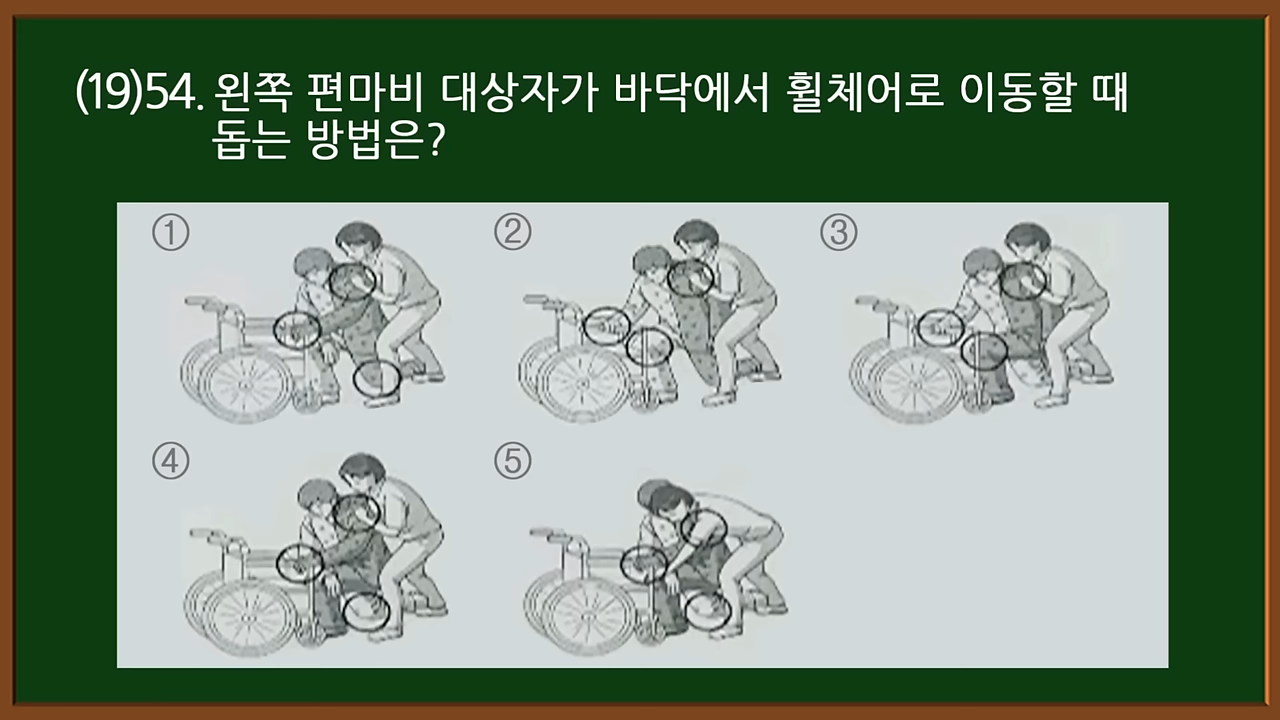 (19)54. 왼쪽 편마비 대상자가 바닥에서 휠체어로 이동할 때
돕는 방법은?
① ② ③
④ ⑤